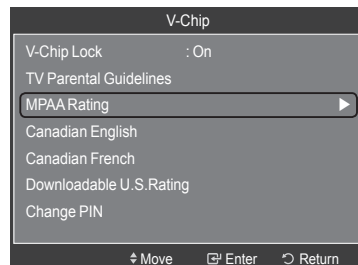 V-Chip
V-Chip Lock : On
TV Parental Guidelines
MPAA Rating
Canadian English
Canadian French
Downloadable U.S.Rating
Change PIN
Move Enter Return